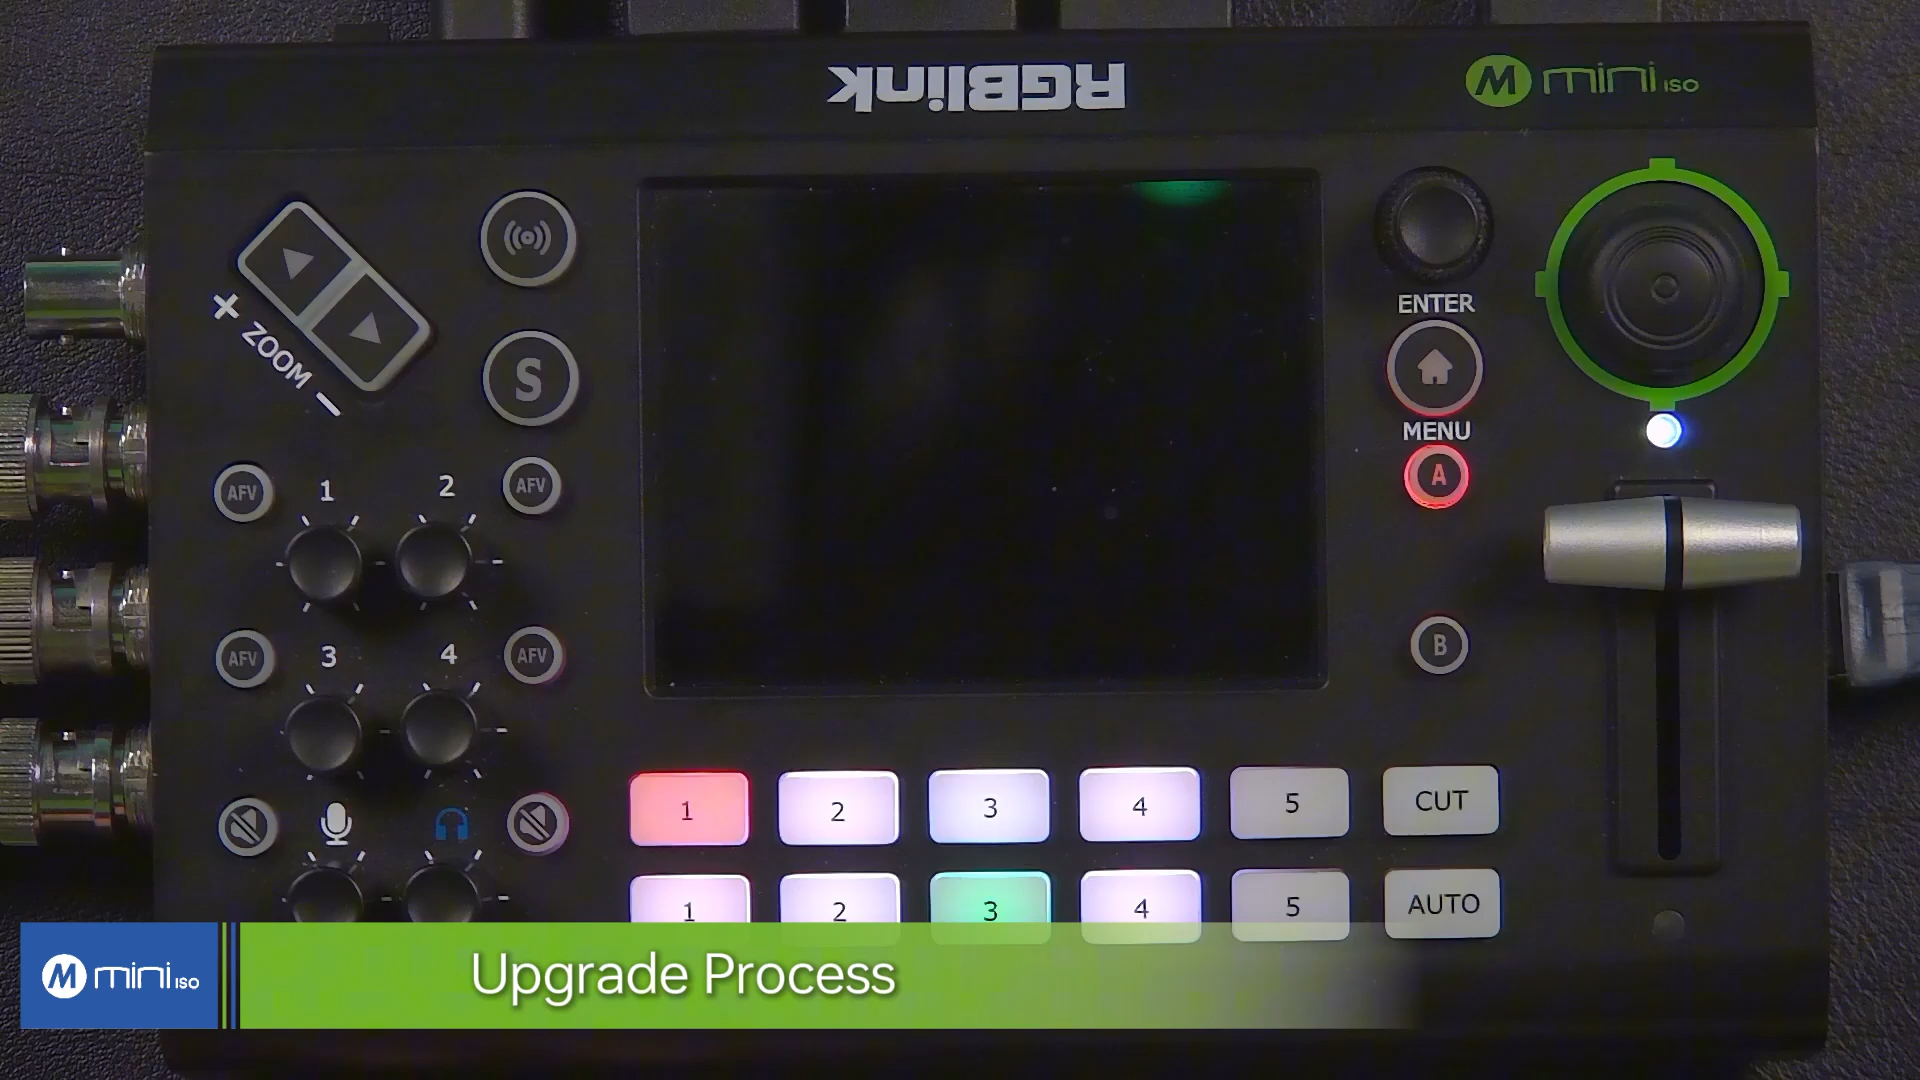 RGBlink
M mini ISO
+ ZOOM −
S
ENTER
MENU
A
AFV 1 2 AFV
AFV 3 4 AFV
B
1 2 3 4 5 CUT
1 2 3 4 5 AUTO
M mini ISO
Upgrade Process